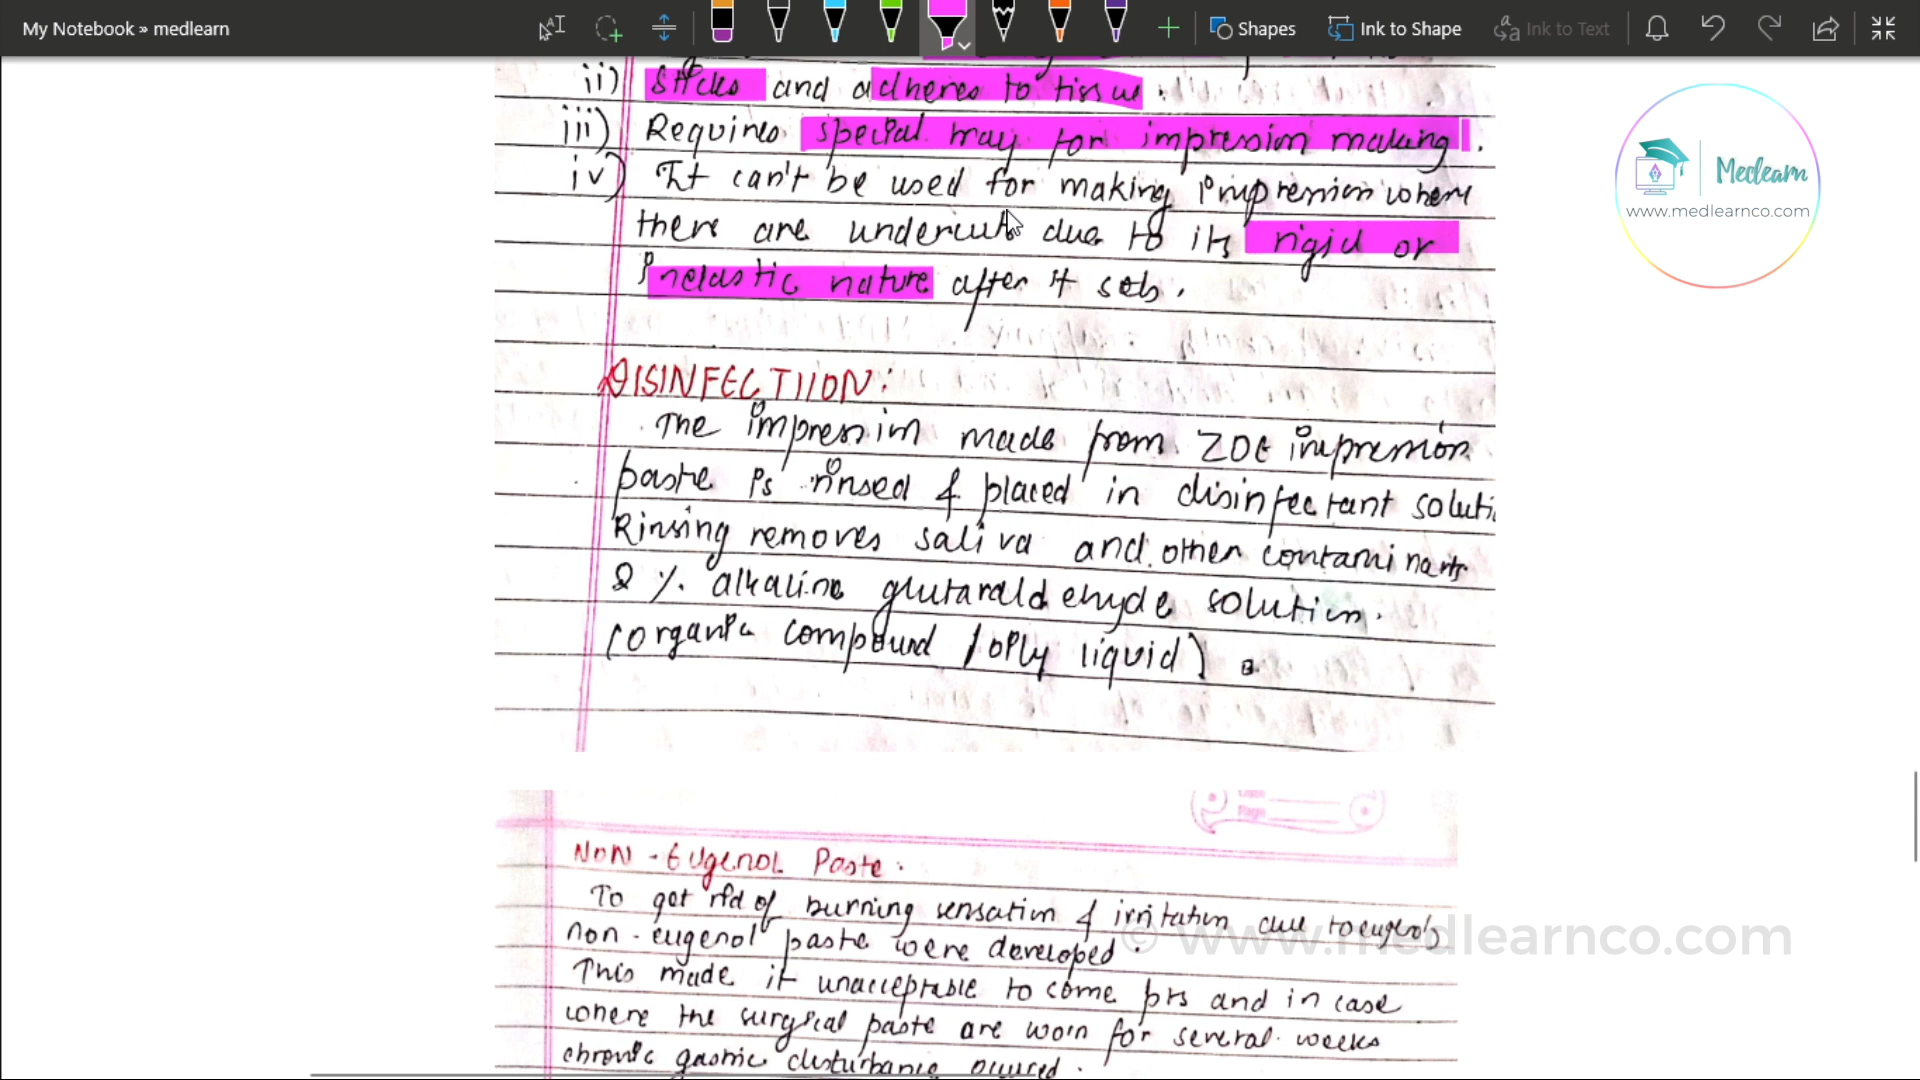 My Notebook » medlearn
Shapes
Ink to Shape
Ink to Text
ii) sticks and adheres to tissue.
iii) Requires special tray for impression making.
iv) It can't be used for making impression where
there are undercuts due to its rigid or
inelastic nature after it sets.
Medlearn
www.medlearnco.com
DISINFECTIION:
The impression made from ZOE impression
paste is rinsed & placed in disinfectant soluti
Rinsing removes saliva and other contaminants
2% alkaline glutaraldehyde solution.
(organic compound / oily liquid).
Page
NON-Eugenol Paste.
To get rid of burning sensation & irritation due to eugenol,
non-eugenol paste were developed.
© www.medlearnco.com
This made it unacceptable to come pts and in case
where the surgical paste are worn for several weeks
chronic gastric disturbance occured.